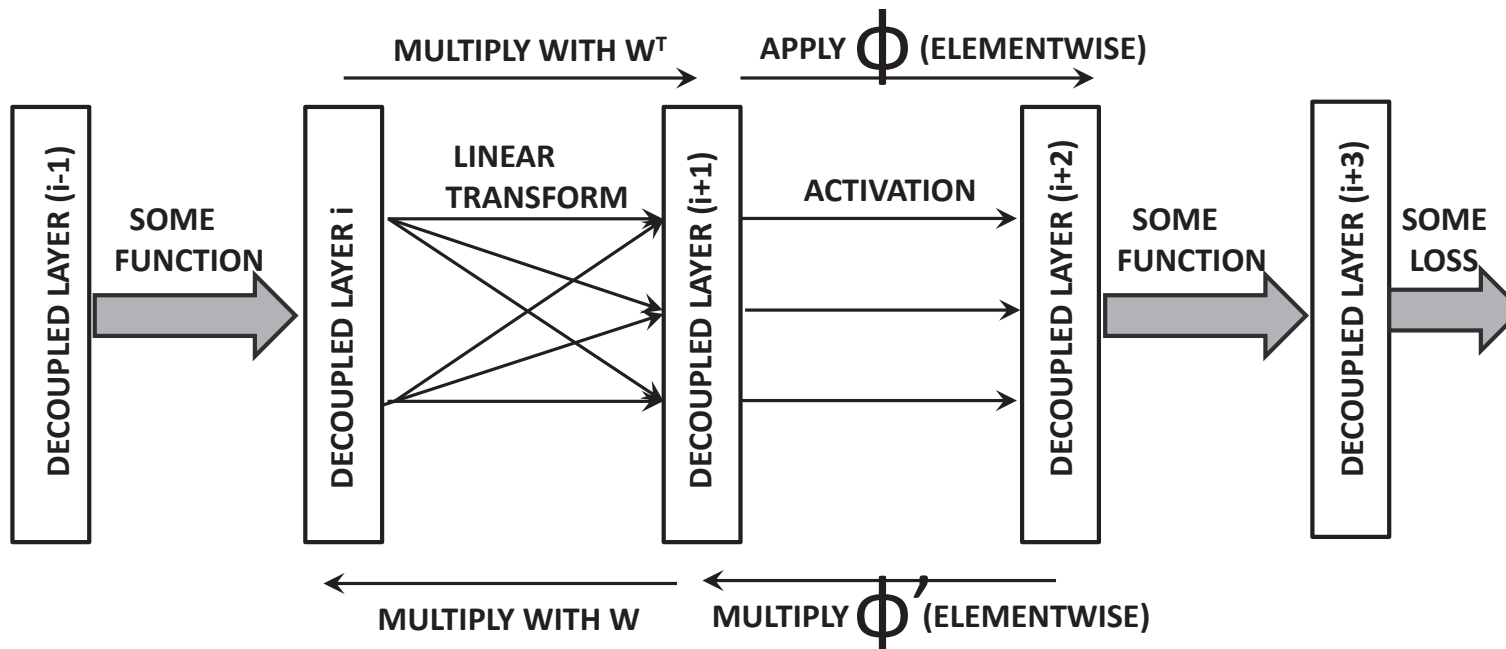 MULTIPLY WITH Wᵀ
APPLY ϕ (ELEMENTWISE)
DECOUPLED LAYER (i-1)
SOME
FUNCTION
DECOUPLED LAYER i
LINEAR
TRANSFORM
DECOUPLED LAYER (i+1)
ACTIVATION
DECOUPLED LAYER (i+2)
SOME
FUNCTION
DECOUPLED LAYER (i+3)
SOME
LOSS
MULTIPLY WITH W
MULTIPLY ϕ’ (ELEMENTWISE)